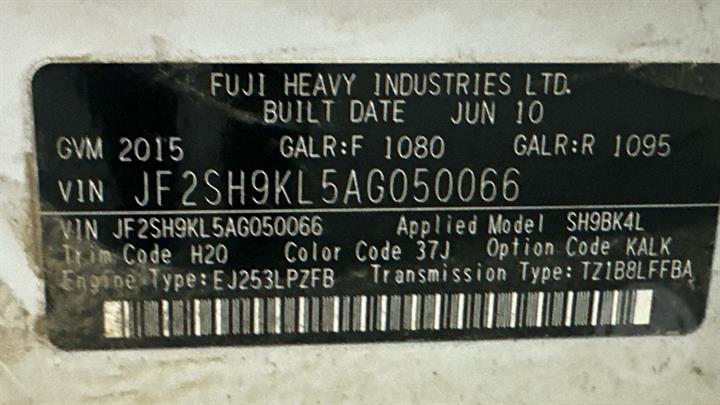 FUJI HEAVY INDUSTRIES LTD.
BUILT DATE JUN 10
GVM 2015 GALR:F 1080 GALR:R 1095
VIN JF2SH9KL5AG050066
VIN JF2SH9KL5AG050066 Applied Model SH9BK4L
Trim Code H20 Color Code 37J Option Code KALK
Engine Type:EJ253LPZFB Transmission Type:TZ1B8LFFBA